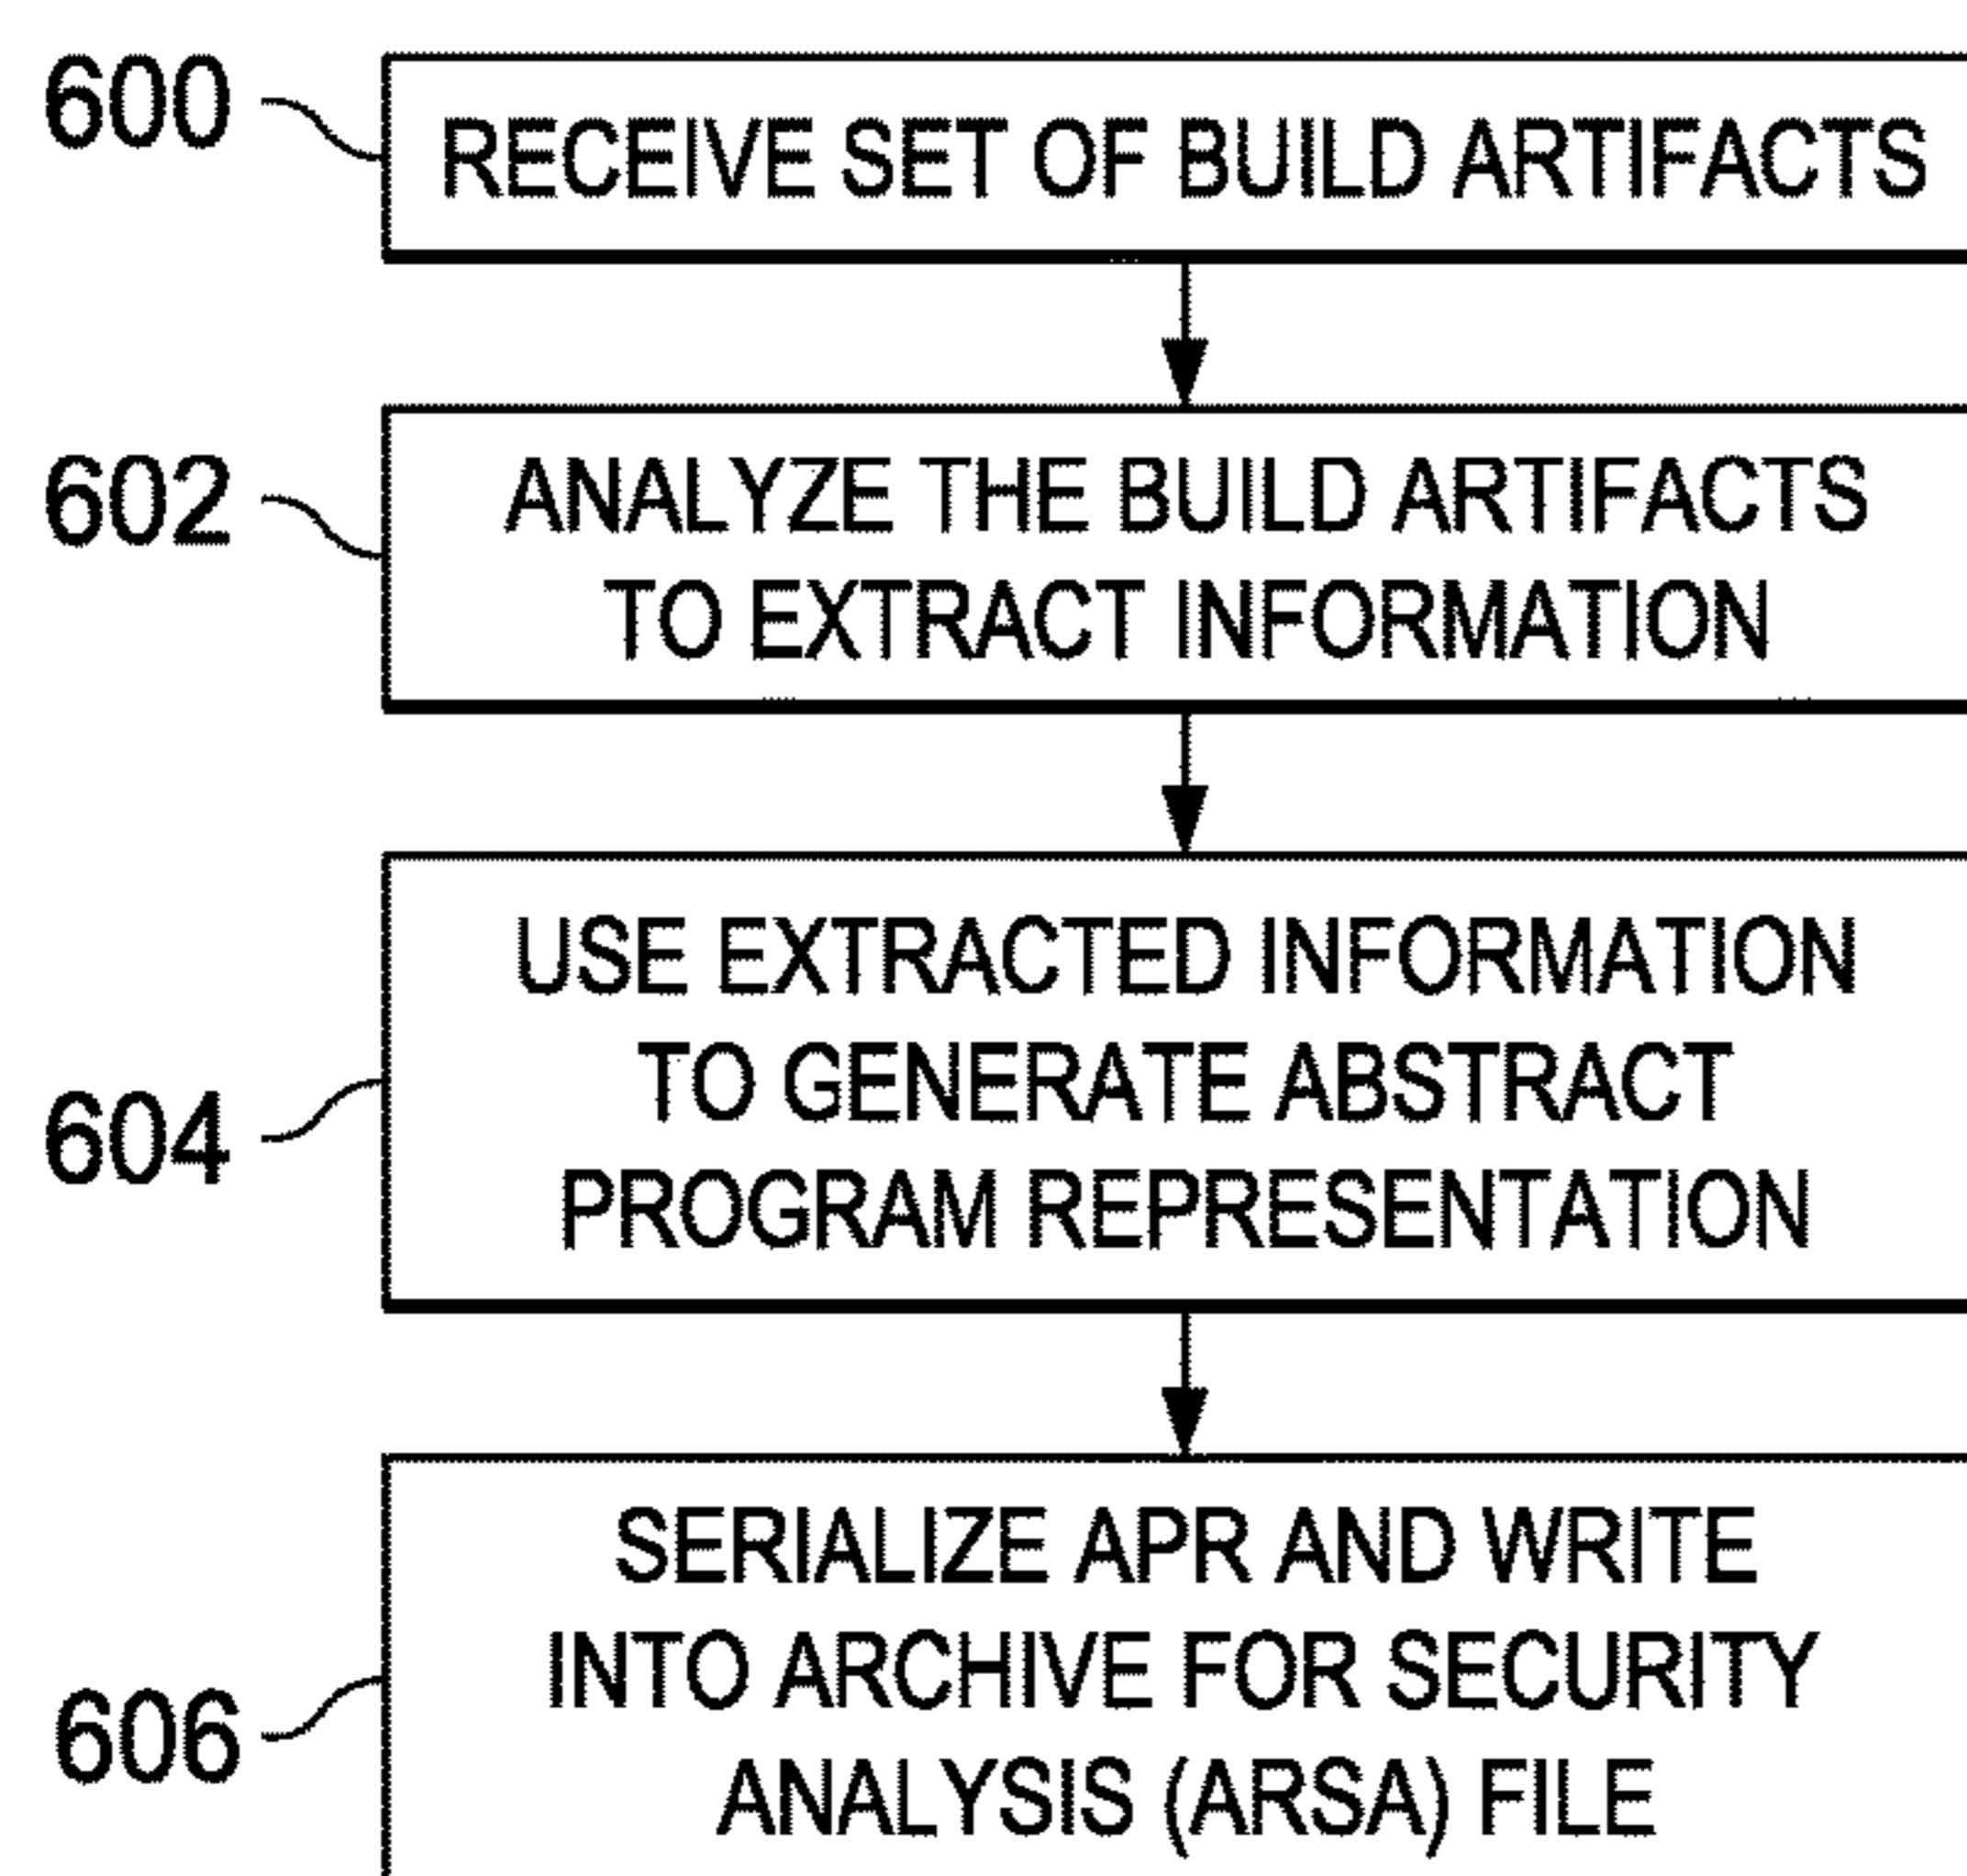 600
RECEIVE SET OF BUILD ARTIFACTS
602
ANALYZE THE BUILD ARTIFACTS
TO EXTRACT INFORMATION
604
USE EXTRACTED INFORMATION
TO GENERATE ABSTRACT
PROGRAM REPRESENTATION
606
SERIALIZE APR AND WRITE
INTO ARCHIVE FOR SECURITY
ANALYSIS (ARSA) FILE